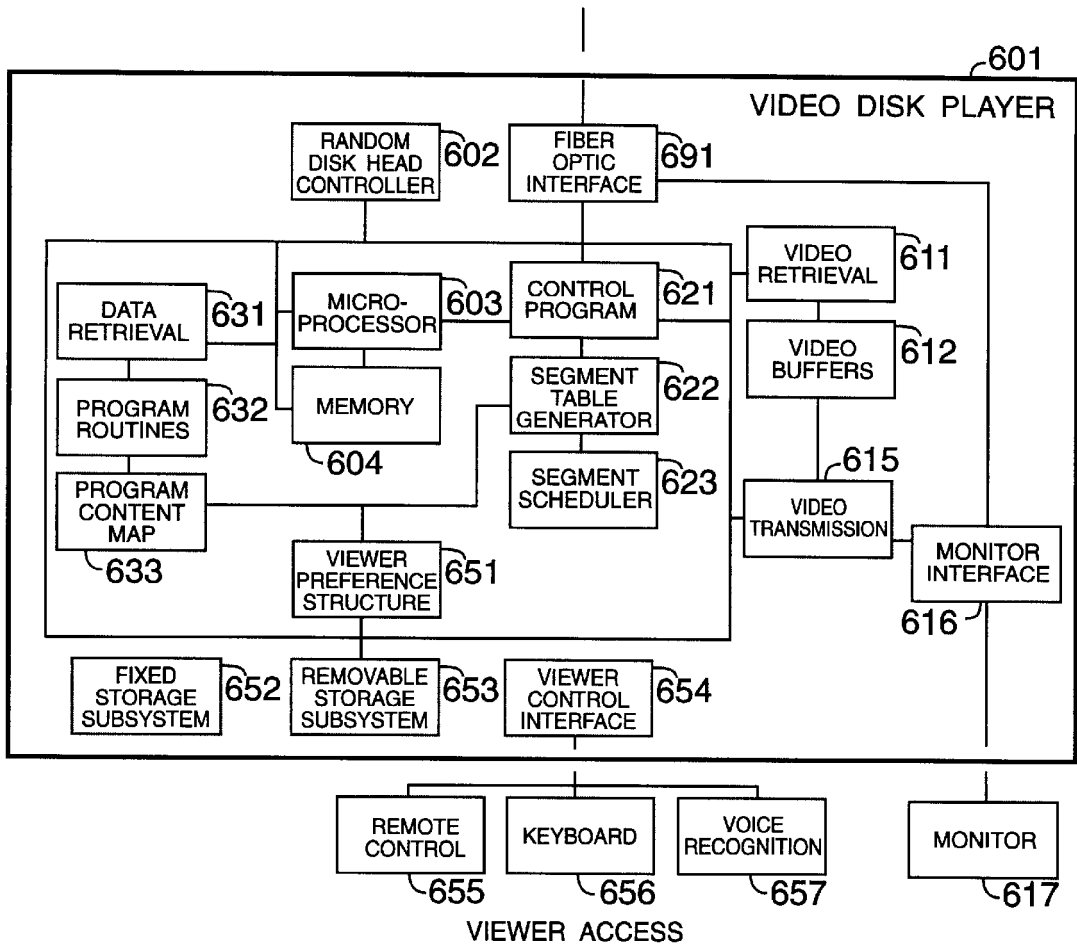 601
VIDEO DISK PLAYER
RANDOM
DISK HEAD
CONTROLLER
602
FIBER
OPTIC
INTERFACE
691
DATA
RETRIEVAL
631
MICRO-
PROCESSOR
603
CONTROL
PROGRAM
621
VIDEO
RETRIEVAL
611
PROGRAM
ROUTINES
632
MEMORY
604
SEGMENT
TABLE
GENERATOR
622
VIDEO
BUFFERS
612
PROGRAM
CONTENT
MAP
633
SEGMENT
SCHEDULER
623
VIDEO
TRANSMISSION
615
VIEWER
PREFERENCE
STRUCTURE
651
MONITOR
INTERFACE
616
FIXED
STORAGE
SUBSYSTEM
652
REMOVABLE
STORAGE
SUBSYSTEM
653
VIEWER
CONTROL
INTERFACE
654
REMOTE
CONTROL
655
KEYBOARD
656
VOICE
RECOGNITION
657
MONITOR
617
VIEWER ACCESS